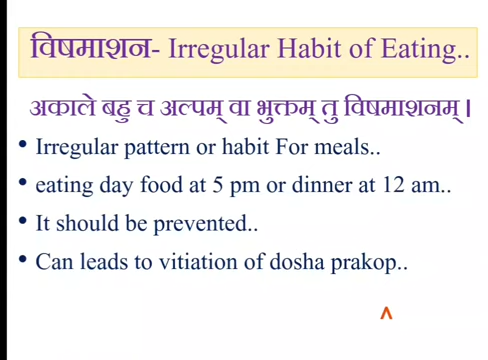 विषमाशन- Irregular Habit of Eating..
अकाले बहु च अल्पम् वा भुक्तम् तु विषमाशनम् ।
• Irregular pattern or habit For meals..
• eating day food at 5 pm or dinner at 12 am..
• It should be prevented..
• Can leads to vitiation of dosha prakop..
^